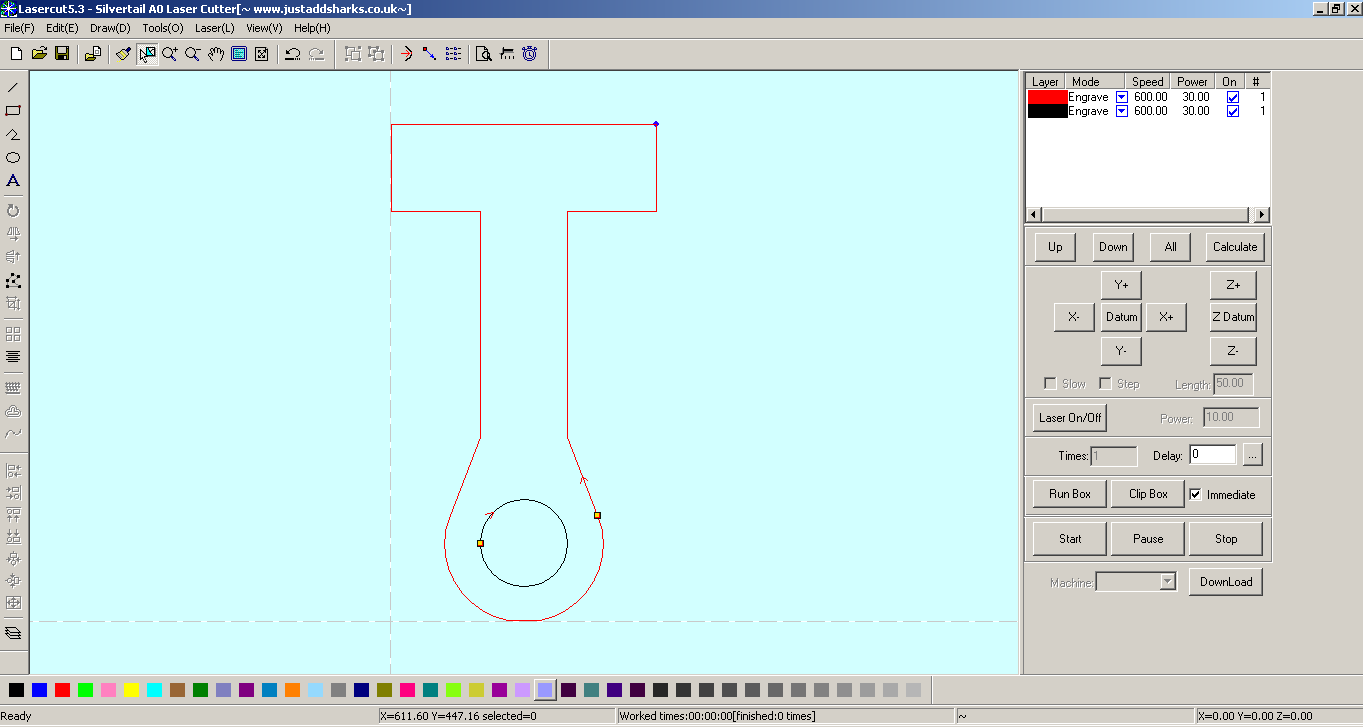 Lasercut5.3 - Silvertail A0 Laser Cutter[~ www.justaddsharks.co.uk~]
File(F) Edit(E) Draw(D) Tools(O) Laser(L) View(V) Help(H)
Layer Mode Speed Power On #
Engrave 600.00 30.00 1
Engrave 600.00 30.00 1
Up Down All Calculate
Y+ Z+
X- Datum X+ Z Datum
Y- Z-
Slow Step Length: 50.00
Laser On/Off Power: 10.00
Times: 1 Delay: 0 ...
Run Box Clip Box Immediate
Start Pause Stop
Machine: DownLoad
Ready X=611.60 Y=447.16 selected=0 Worked times:00:00:00[finished:0 times] ~ X=0.00 Y=0.00 Z=0.00